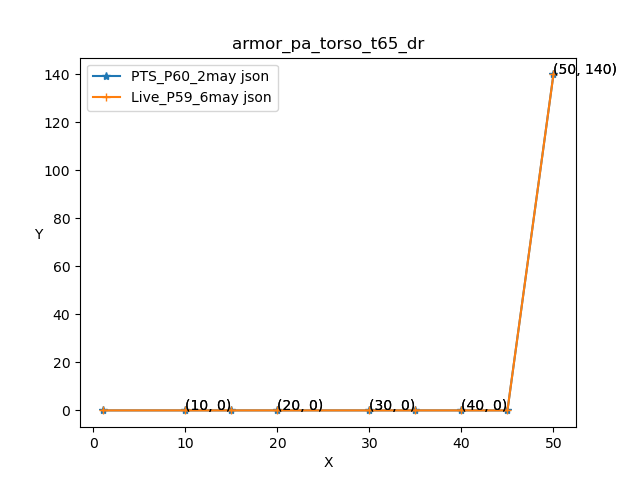 armor_pa_torso_t65_dr
PTS_P60_2may json
Live_P59_6may json
(50, 140)
140
120
100
80
Y
60
40
20
0
(10, 0) (20, 0) (30, 0) (40, 0)
0 10 20 30 40 50
X